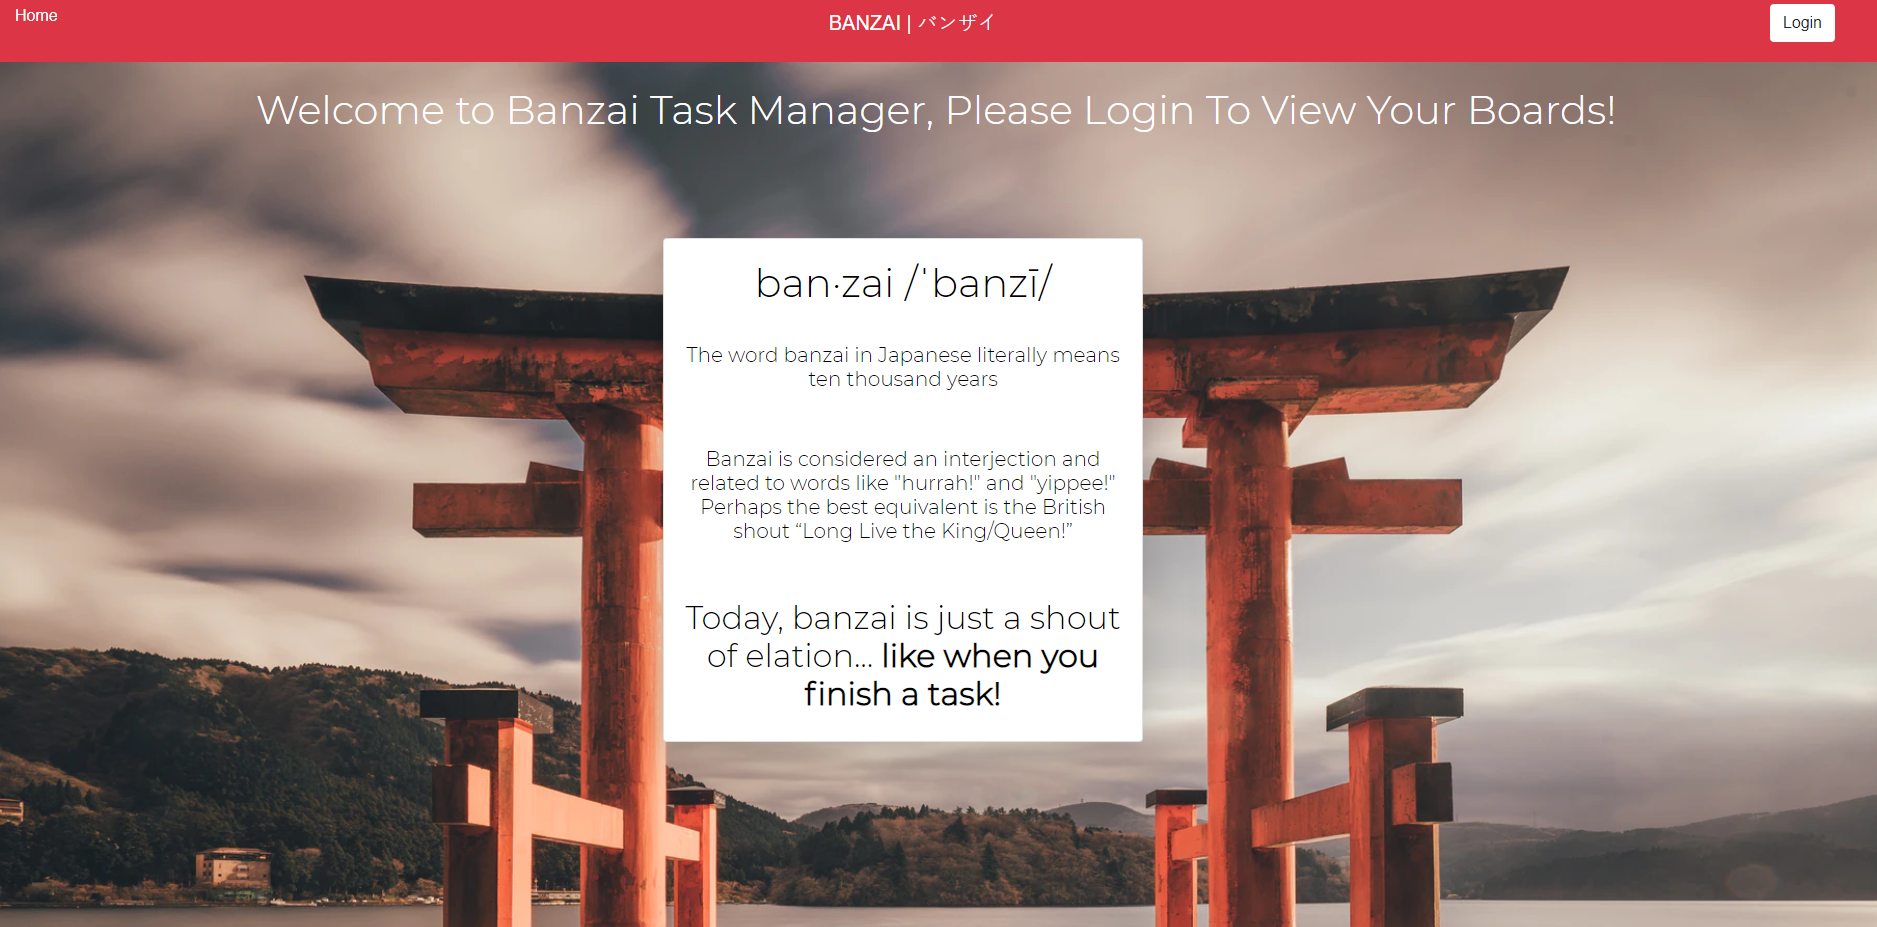 Home
BANZAI | バンザイ
Login
Welcome to Banzai Task Manager, Please Login To View Your Boards!
ban·zai /ˈbanzī/
The word banzai in Japanese literally means
ten thousand years
Banzai is considered an interjection and
related to words like "hurrah!" and "yippee!"
Perhaps the best equivalent is the British
shout “Long Live the King/Queen!”
Today, banzai is just a shout
of elation... like when you
finish a task!